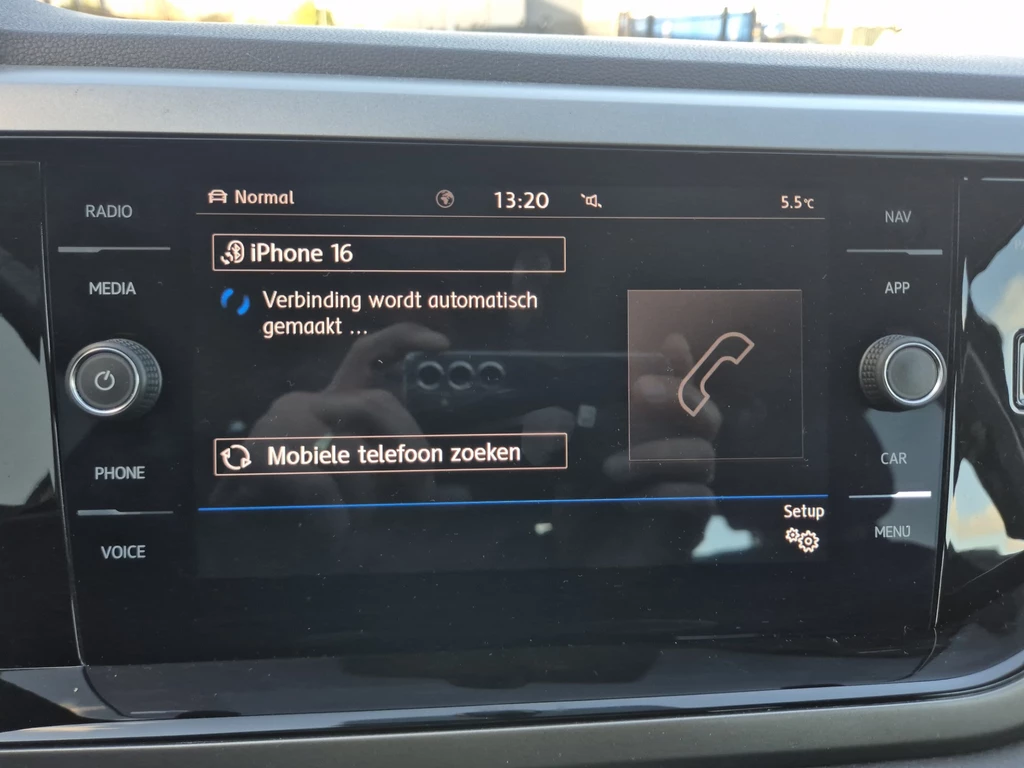 Normal
13:20
5.5°C
RADIO
NAV
iPhone 16
MEDIA
APP
Verbinding wordt automatisch
gemaakt ...
Mobiele telefoon zoeken
PHONE
CAR
Setup
VOICE
MENU